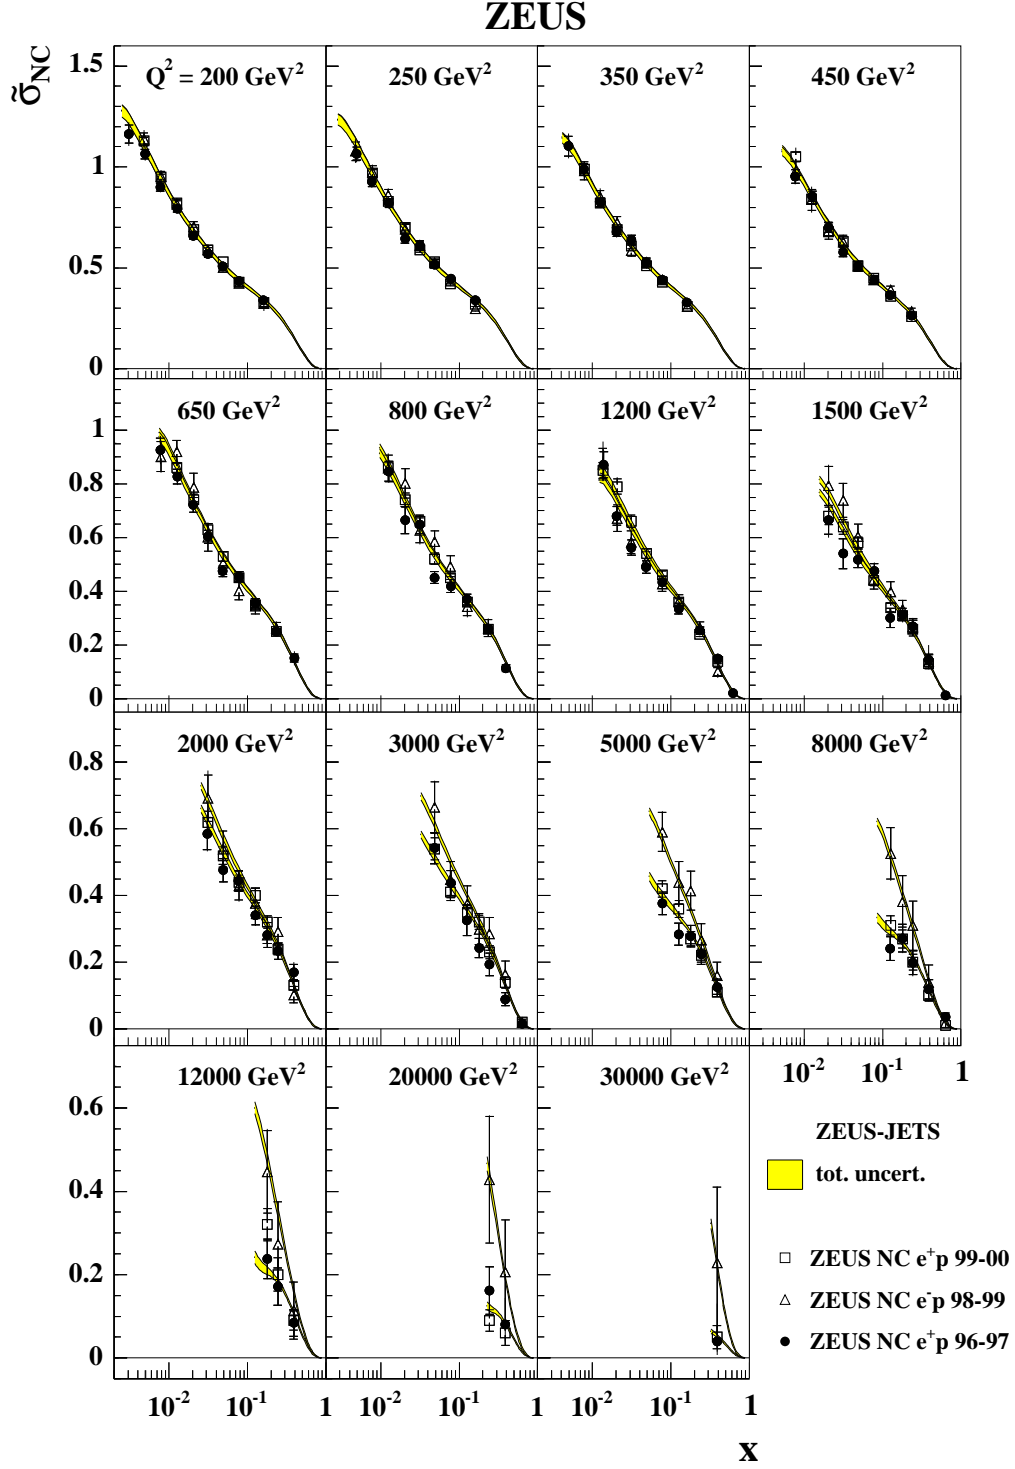 ZEUS
σ̃NC
Q² = 200 GeV² 250 GeV² 350 GeV² 450 GeV²
1.5
1
0.5
0
650 GeV² 800 GeV² 1200 GeV² 1500 GeV²
1
0.8
0.6
0.4
0.2
0
2000 GeV² 3000 GeV² 5000 GeV² 8000 GeV²
0.8
0.6
0.4
0.2
0
10⁻² 10⁻¹ 1
12000 GeV² 20000 GeV² 30000 GeV²
0.6
0.4
0.2
0
ZEUS-JETS
tot. uncert.
ZEUS NC e⁺p 99-00
ZEUS NC e⁻p 98-99
ZEUS NC e⁺p 96-97
10⁻² 10⁻¹ 1 10⁻² 10⁻¹ 1 10⁻² 10⁻¹ 1
x